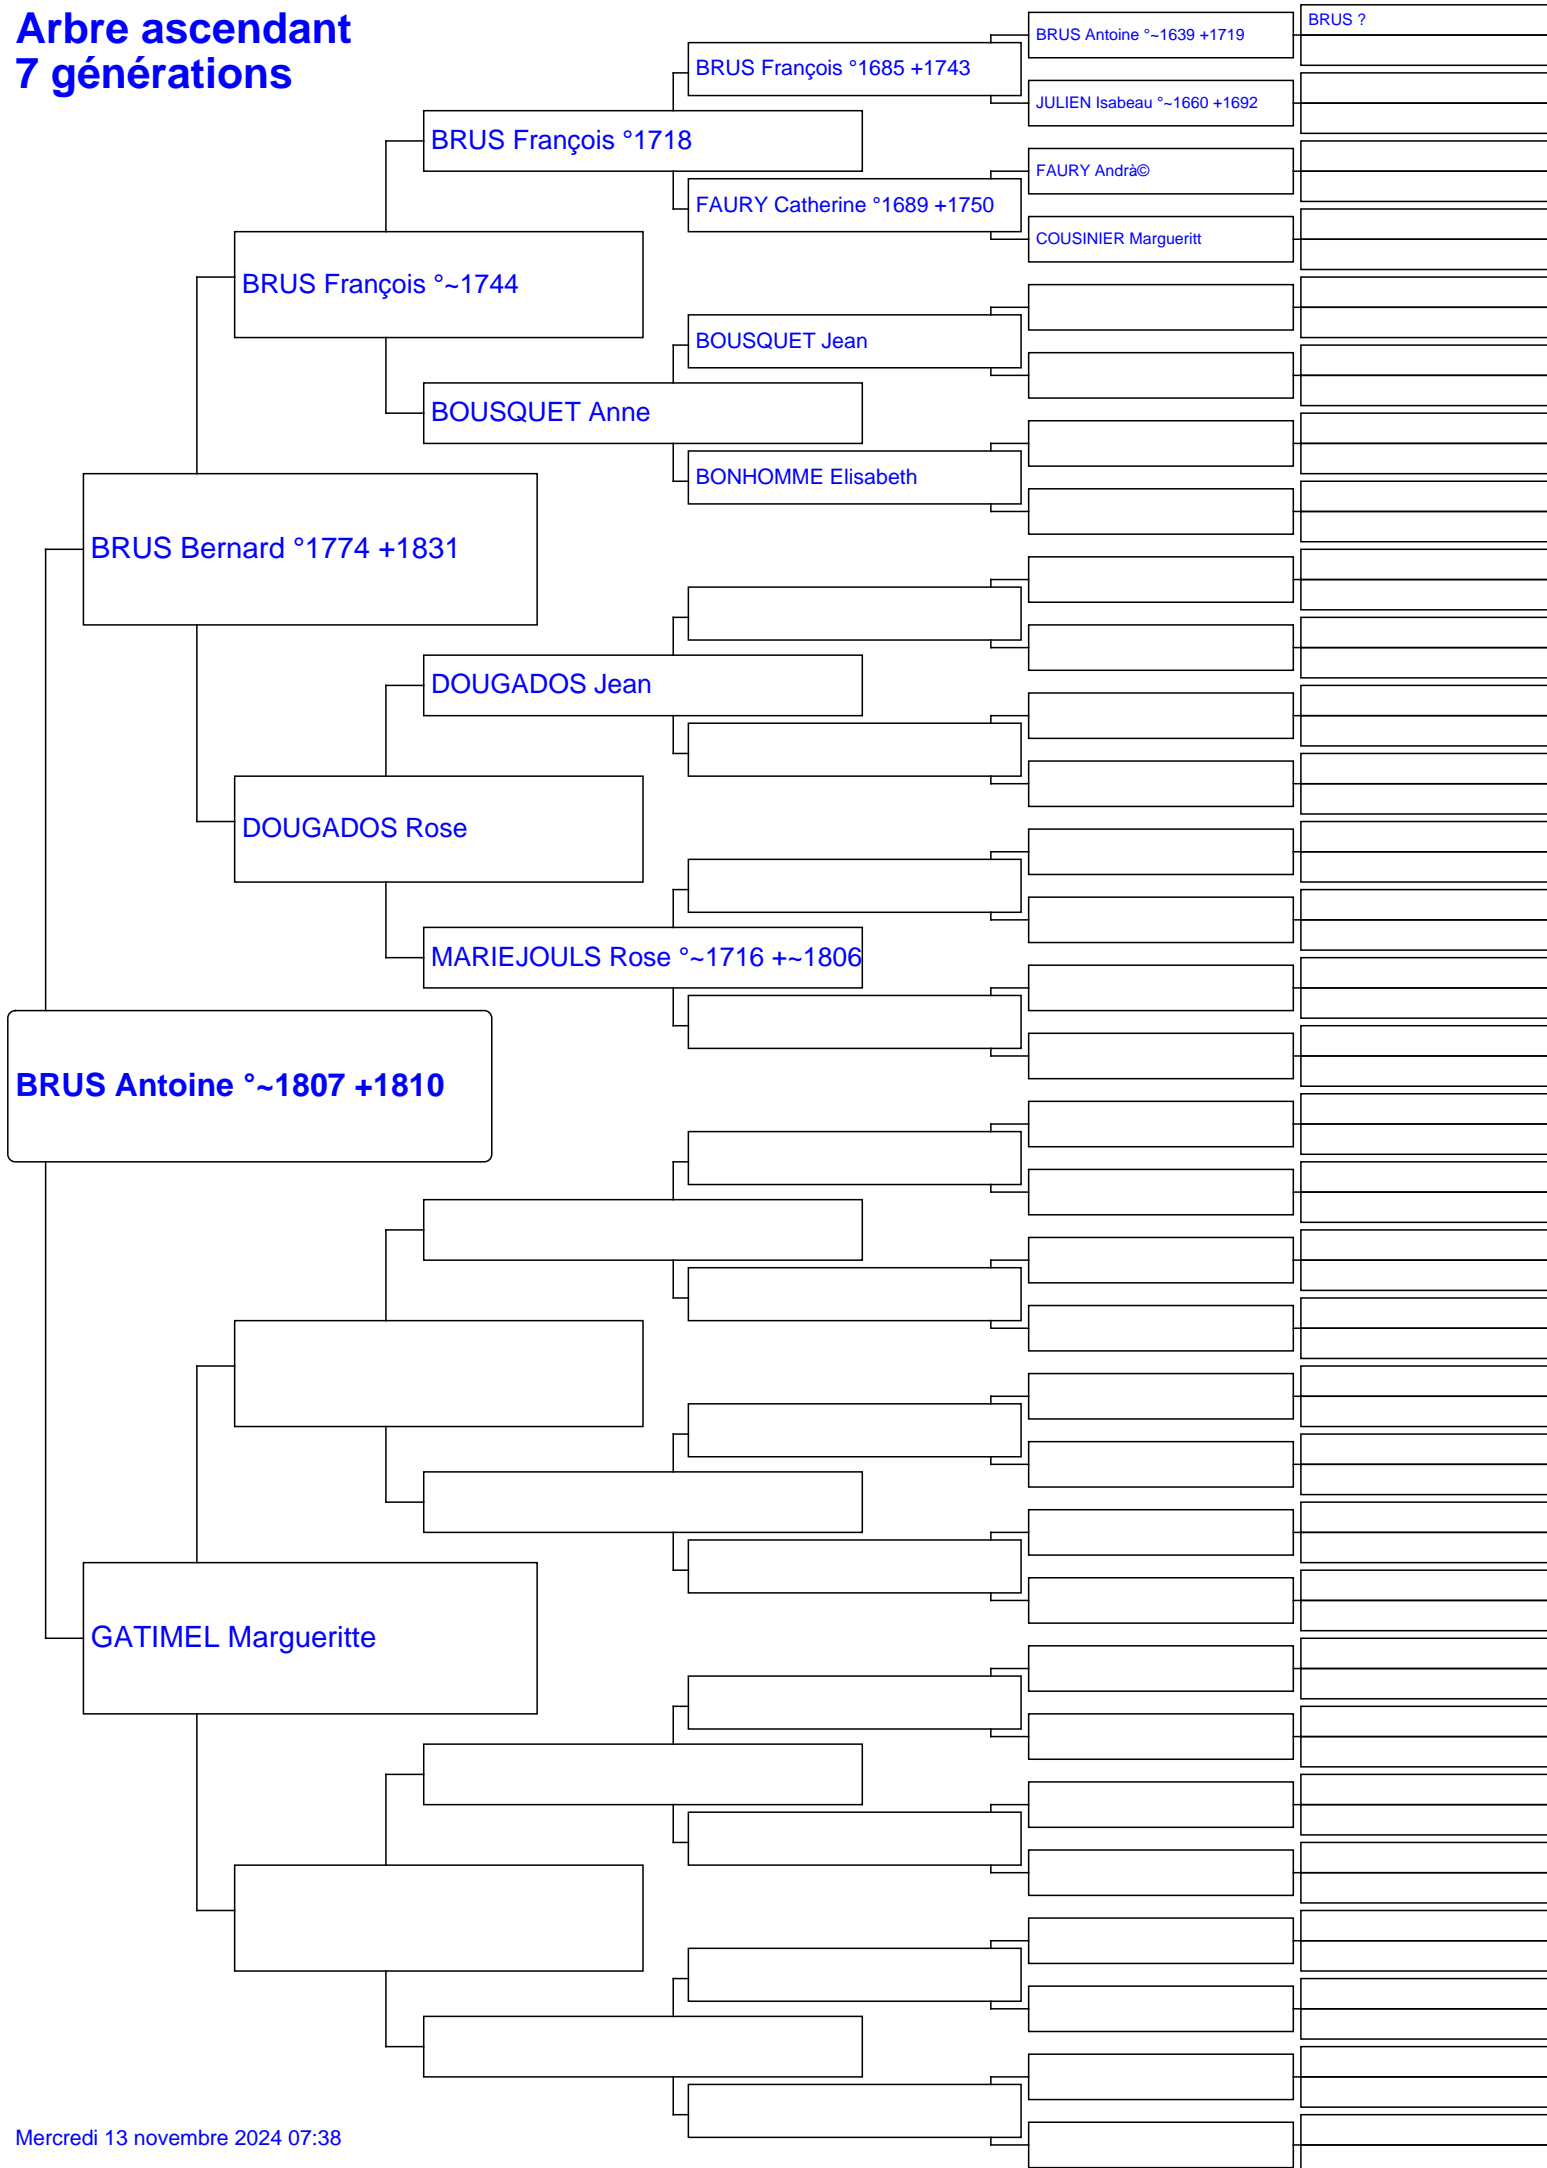 Arbre ascendant
7 générations
BRUS ?
BRUS Antoine °~1639 +1719
BRUS François °1685 +1743
JULIEN Isabeau °~1660 +1692
BRUS François °1718
FAURY Andrà©
FAURY Catherine °1689 +1750
COUSINIER Margueritt
BRUS François °~1744
BOUSQUET Jean
BOUSQUET Anne
BONHOMME Elisabeth
BRUS Bernard °1774 +1831
DOUGADOS Jean
DOUGADOS Rose
MARIEJOULS Rose °~1716 +~1806
BRUS Antoine °~1807 +1810
GATIMEL Margueritte
Mercredi 13 novembre 2024 07:38